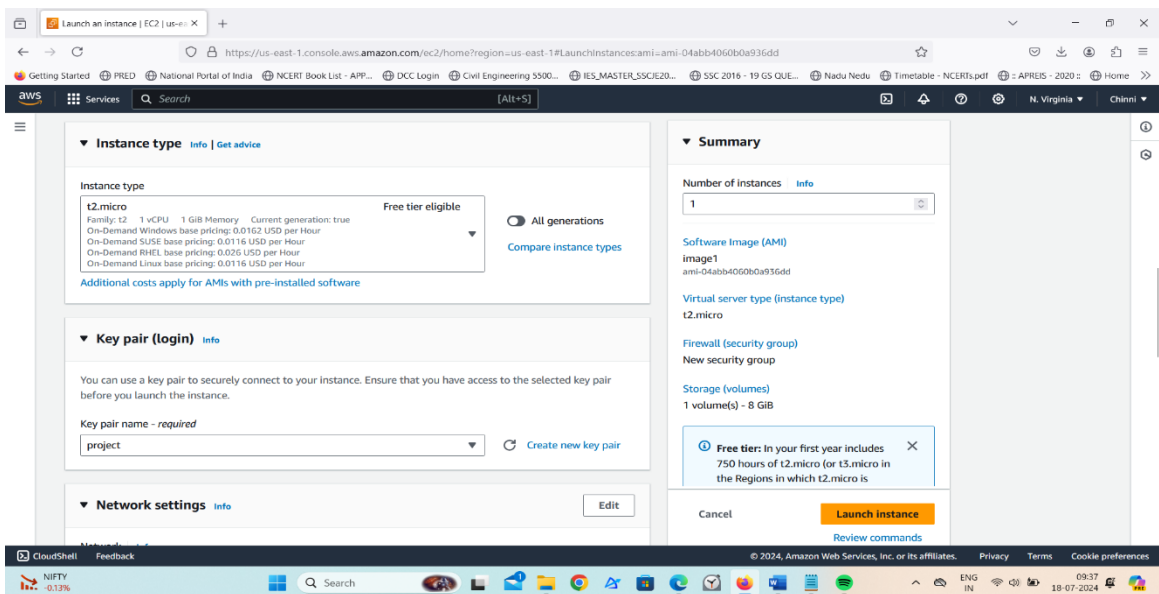 Launch an instance | EC2 | us-ea
https://us-east-1.console.aws.amazon.com/ec2/home?region=us-east-1#LaunchInstances:ami=ami-04abb4060b0a936dd
Getting Started PRED National Portal of India NCERT Book List - APP... DCC Login Civil Engineering 5500... IES_MASTER_SSCJE20... SSC 2016 - 19 GS QUE... Nadu Nedu Timetable - NCERTs.pdf :: APREIS - 2020 :: Home
aws Services Search [Alt+S] N. Virginia Chinni
Instance type Info | Get advice
Instance type
t2.micro Free tier eligible
Family: t2 1 vCPU 1 GiB Memory Current generation: true
On-Demand Windows base pricing: 0.0162 USD per Hour
On-Demand SUSE base pricing: 0.0116 USD per Hour
On-Demand RHEL base pricing: 0.026 USD per Hour
On-Demand Linux base pricing: 0.0116 USD per Hour
All generations
Compare instance types
Additional costs apply for AMIs with pre-installed software
Key pair (login) Info
You can use a key pair to securely connect to your instance. Ensure that you have access to the selected key pair
before you launch the instance.
Key pair name - required
project
Create new key pair
Network settings Info
Edit
Summary
Number of instances Info
1
Software Image (AMI)
image1
ami-04abb4060b0a936dd
Virtual server type (instance type)
t2.micro
Firewall (security group)
New security group
Storage (volumes)
1 volume(s) - 8 GiB
Free tier: In your first year includes
750 hours of t2.micro (or t3.micro in
the Regions in which t2.micro is
Cancel Launch instance
Review commands
CloudShell Feedback © 2024, Amazon Web Services, Inc. or its affiliates. Privacy Terms Cookie preferences
NIFTY
-0.13%
Search
ENG
IN
09:37
18-07-2024